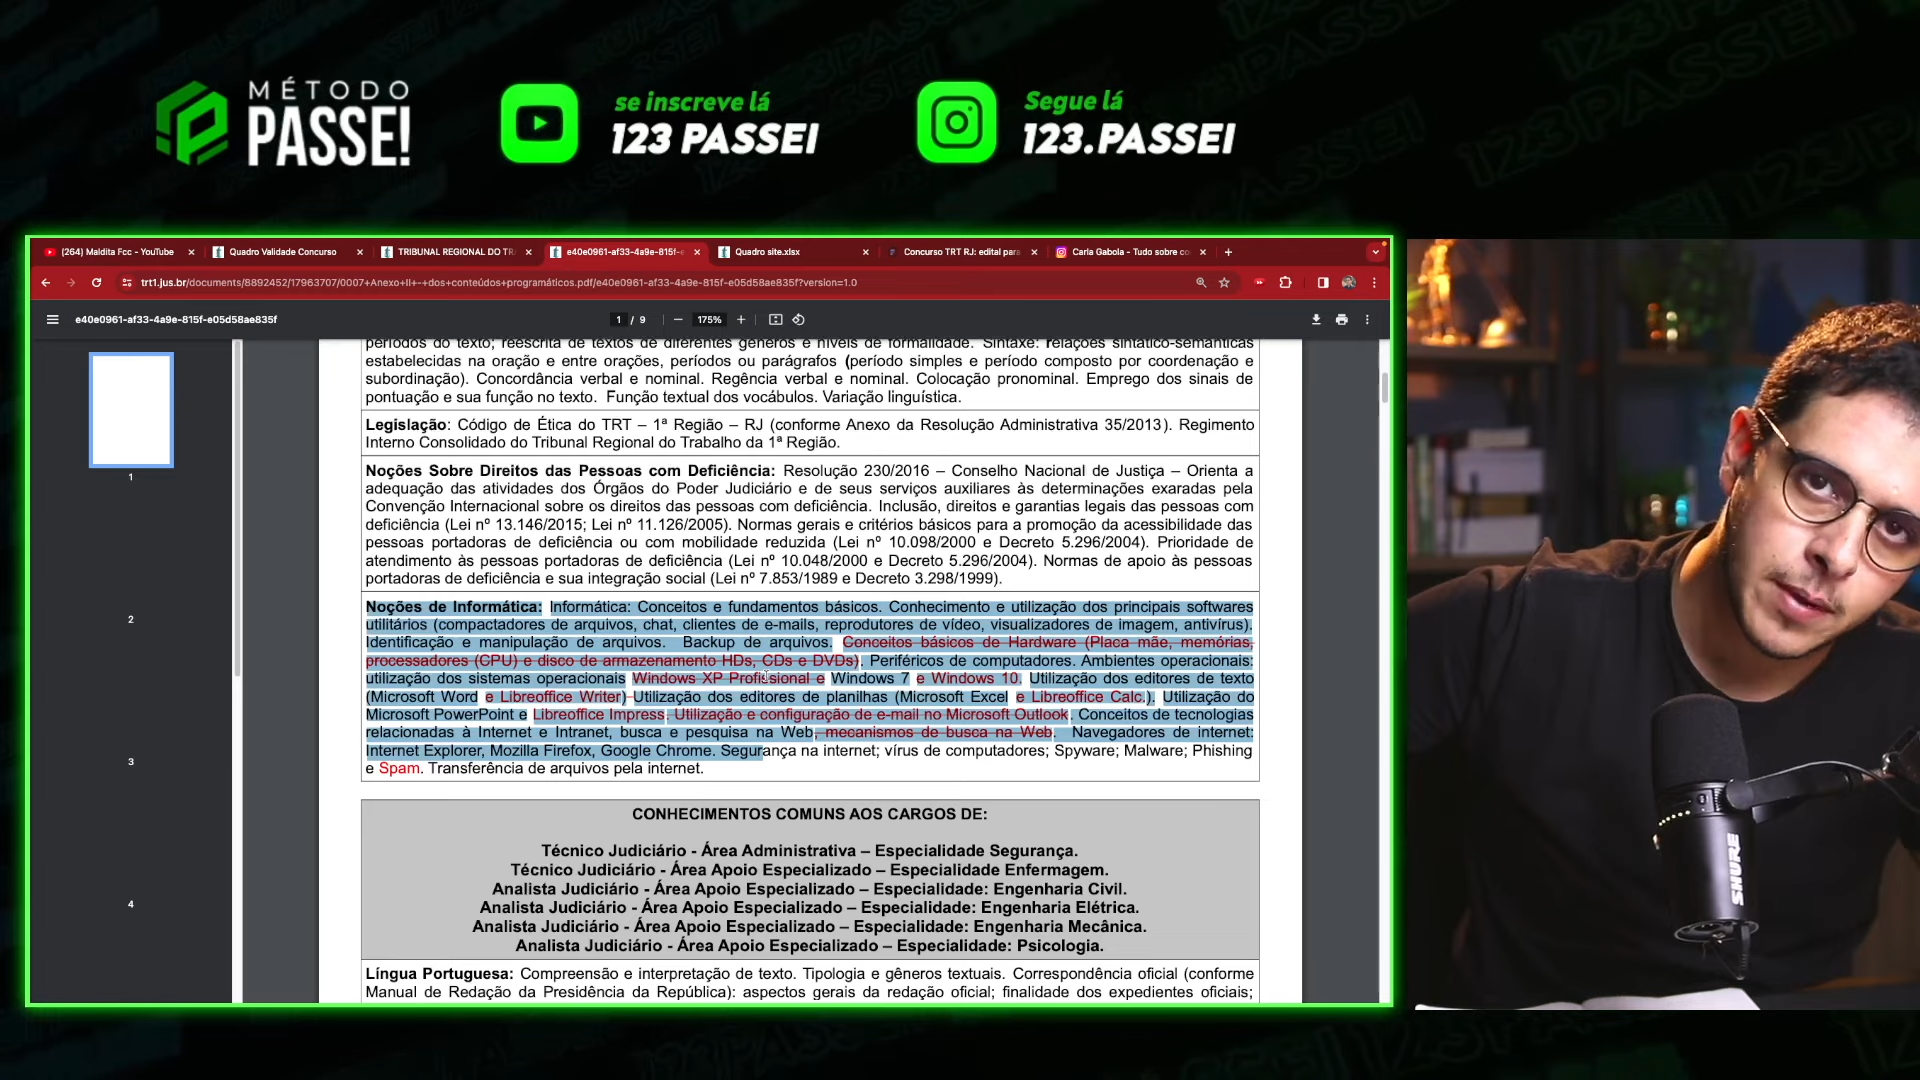 MÉTODO
PASSE!
se inscreve lá
123 PASSEI
Segue lá
123.PASSEI
(264) Maldita Fcc - YouTube
Quadro Validade Concurso
TRIBUNAL REGIONAL DO TR
e40e0961-af33-4a9e-815f-e
Quadro site.xlsx
Concurso TRT RJ: edital para
Carla Gabola - Tudo sobre co
trt1.jus.br/documents/8892452/17963707/0007+Anexo+II+-+dos+conteúdos+programáticos.pdf/e40e0961-af33-4a9e-815f-e05d58ae835f?version=1.0
e40e0961-af33-4a9e-815f-e05d58ae835f
1 / 9
175%
períodos do texto; reescrita de textos de diferentes gêneros e níveis de formalidade. Sintaxe: relações sintático-semânticas
estabelecidas na oração e entre orações, períodos ou parágrafos (período simples e período composto por coordenação e
subordinação). Concordância verbal e nominal. Regência verbal e nominal. Colocação pronominal. Emprego dos sinais de
pontuação e sua função no texto. Função textual dos vocábulos. Variação linguística.
Legislação: Código de Ética do TRT – 1ª Região – RJ (conforme Anexo da Resolução Administrativa 35/2013). Regimento
Interno Consolidado do Tribunal Regional do Trabalho da 1ª Região.
Noções Sobre Direitos das Pessoas com Deficiência: Resolução 230/2016 – Conselho Nacional de Justiça – Orienta a
adequação das atividades dos Órgãos do Poder Judiciário e de seus serviços auxiliares às determinações exaradas pela
Convenção Internacional sobre os direitos das pessoas com deficiência. Inclusão, direitos e garantias legais das pessoas com
deficiência (Lei nº 13.146/2015; Lei nº 11.126/2005). Normas gerais e critérios básicos para a promoção da acessibilidade das
pessoas portadoras de deficiência ou com mobilidade reduzida (Lei nº 10.098/2000 e Decreto 5.296/2004). Prioridade de
atendimento às pessoas portadoras de deficiência (Lei nº 10.048/2000 e Decreto 5.296/2004). Normas de apoio às pessoas
portadoras de deficiência e sua integração social (Lei nº 7.853/1989 e Decreto 3.298/1999).
Noções de Informática: Informática: Conceitos e fundamentos básicos. Conhecimento e utilização dos principais softwares
utilitários (compactadores de arquivos, chat, clientes de e-mails, reprodutores de vídeo, visualizadores de imagem, antivírus).
Identificação e manipulação de arquivos. Backup de arquivos. Conceitos básicos de Hardware (Placa mãe, memórias,
processadores (CPU) e disco de armazenamento HDs, CDs e DVDs). Periféricos de computadores. Ambientes operacionais:
utilização dos sistemas operacionais Windows XP Profissional e Windows 7 e Windows 10. Utilização dos editores de texto
(Microsoft Word e Libreoffice Writer) Utilização dos editores de planilhas (Microsoft Excel e Libreoffice Calc.). Utilização do
Microsoft PowerPoint e Libreoffice Impress. Utilização e configuração de e-mail no Microsoft Outlook. Conceitos de tecnologias
relacionadas à Internet e Intranet, busca e pesquisa na Web, mecanismos de busca na Web. Navegadores de internet:
Internet Explorer, Mozilla Firefox, Google Chrome. Segurança na internet; vírus de computadores; Spyware; Malware; Phishing
e Spam. Transferência de arquivos pela internet.
CONHECIMENTOS COMUNS AOS CARGOS DE:
Técnico Judiciário - Área Administrativa – Especialidade Segurança.
Técnico Judiciário - Área Apoio Especializado – Especialidade Enfermagem.
Analista Judiciário - Área Apoio Especializado – Especialidade: Engenharia Civil.
Analista Judiciário - Área Apoio Especializado – Especialidade: Engenharia Elétrica.
Analista Judiciário - Área Apoio Especializado – Especialidade: Engenharia Mecânica.
Analista Judiciário - Área Apoio Especializado – Especialidade: Psicologia.
Língua Portuguesa: Compreensão e interpretação de texto. Tipologia e gêneros textuais. Correspondência oficial (conforme
Manual de Redação da Presidência da República): aspectos gerais da redação oficial; finalidade dos expedientes oficiais;
1
2
3
4
SHURE